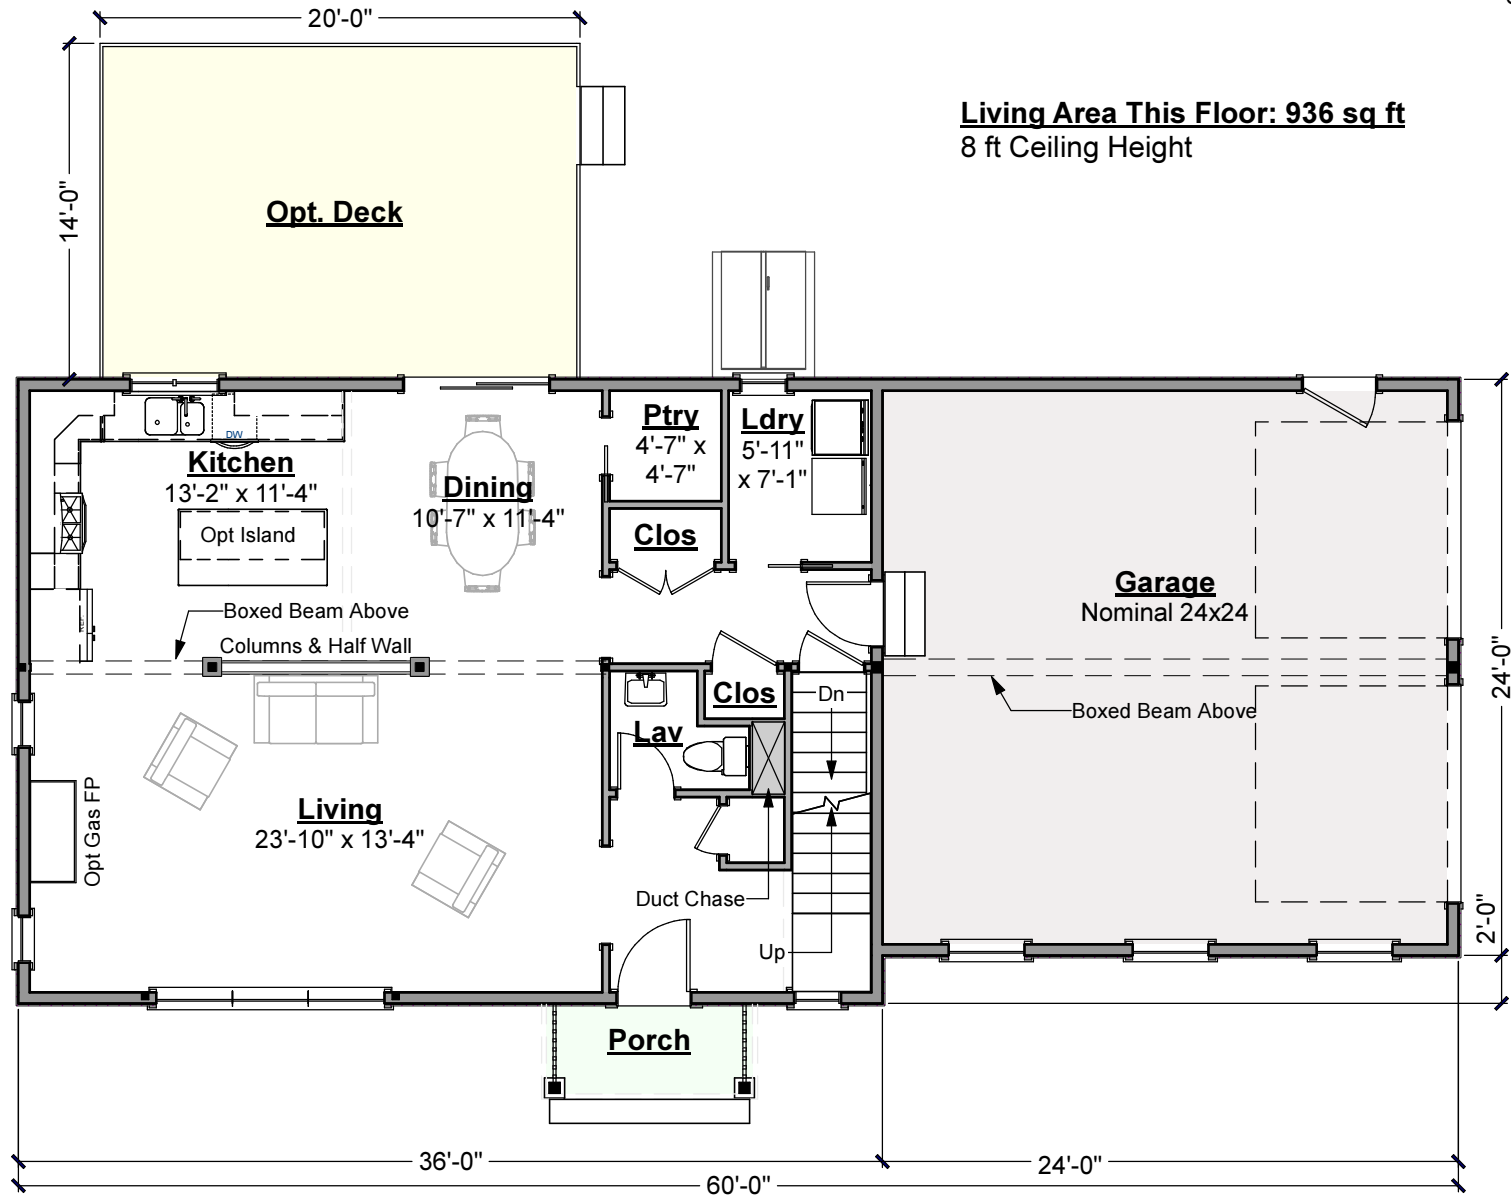 20'-0"
Living Area This Floor: 936 sq ft
8 ft Ceiling Height
14'-0"
Opt. Deck
Ptry
4'-7" x
4'-7"
Ldry
5'-11"
x 7'-1"
DW
Kitchen
13'-2" x 11'-4"
Dining
10'-7" x 11'-4"
Opt Island
Clos
Garage
Nominal 24x24
Boxed Beam Above
Columns & Half Wall
REF
24'-0"
Clos
Dn
Boxed Beam Above
Lav
Opt Gas FP
Living
23'-10" x 13'-4"
Duct Chase
Up
2'-0"
Porch
36'-0"
24'-0"
60'-0"